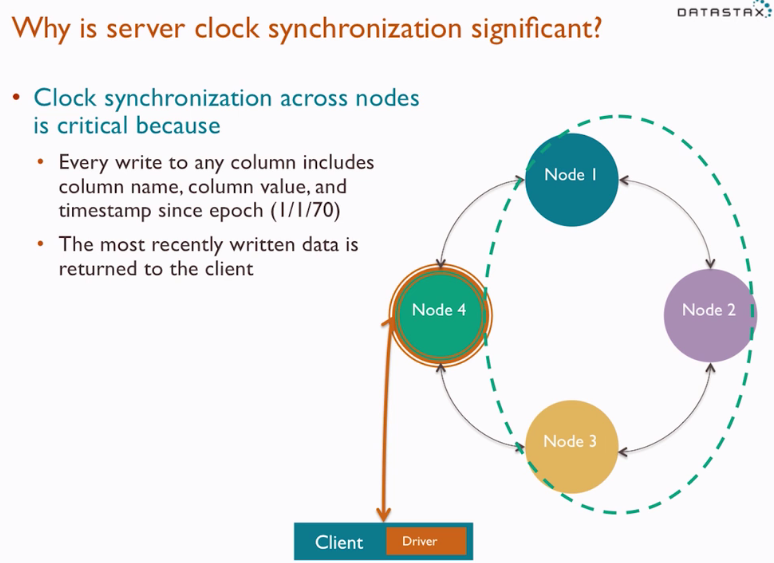 Why is server clock synchronization significant?
DATASTAX
• Clock synchronization across nodes
is critical because
• Every write to any column includes
column name, column value, and
timestamp since epoch (1/1/70)
• The most recently written data is
returned to the client
Node 1
Node 4
Node 2
Node 3
Client
Driver